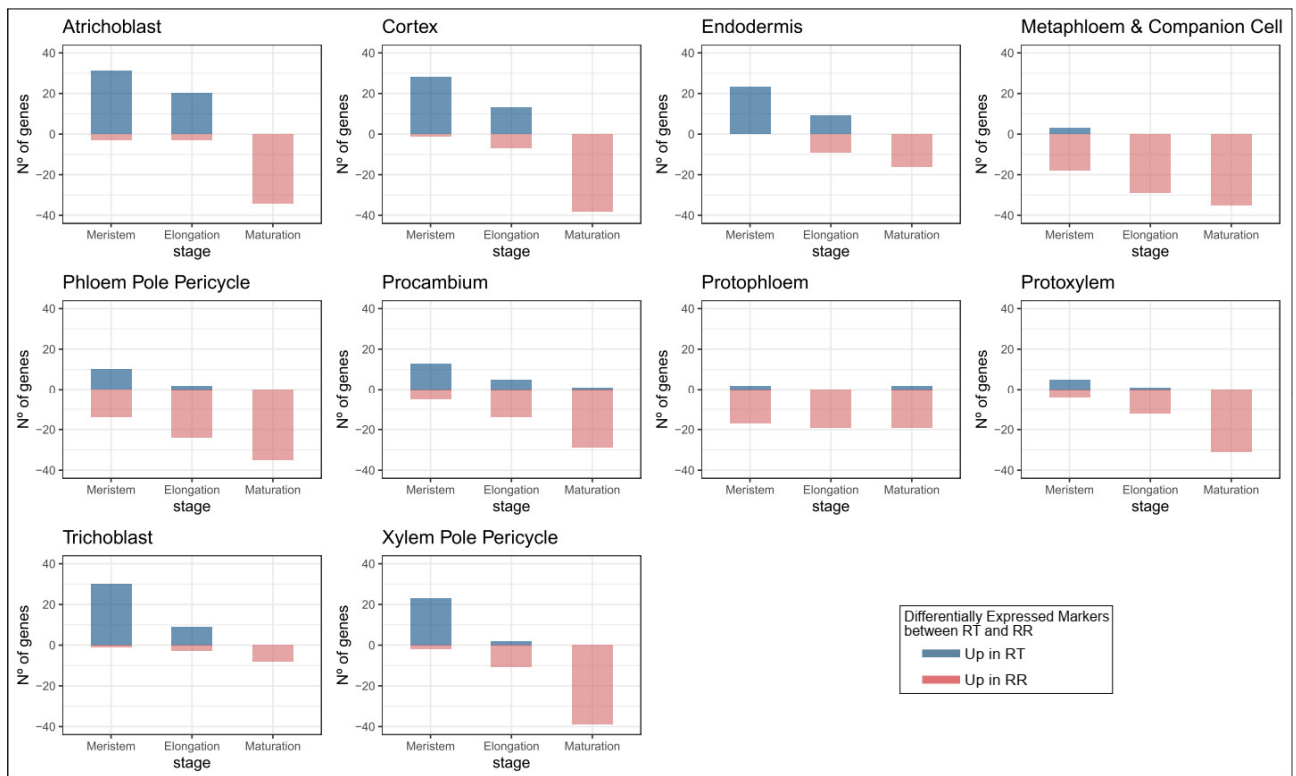 Atrichoblast
Cortex
Endodermis
Metaphloem & Companion Cell
Nº of genes
40
20
0
−20
−40
Meristem Elongation Maturation
stage
Nº of genes
40
20
0
−20
−40
Meristem Elongation Maturation
stage
Nº of genes
40
20
0
−20
−40
Meristem Elongation Maturation
stage
Nº of genes
40
20
0
−20
−40
Meristem Elongation Maturation
stage
Phloem Pole Pericycle
Procambium
Protophloem
Protoxylem
Nº of genes
40
20
0
−20
−40
Meristem Elongation Maturation
stage
Nº of genes
40
20
0
−20
−40
Meristem Elongation Maturation
stage
Nº of genes
40
20
0
−20
−40
Meristem Elongation Maturation
stage
Nº of genes
40
20
0
−20
−40
Meristem Elongation Maturation
stage
Trichoblast
Xylem Pole Pericycle
Nº of genes
40
20
0
−20
−40
Meristem Elongation Maturation
stage
Nº of genes
40
20
0
−20
−40
Meristem Elongation Maturation
stage
Differentially Expressed Markers
between RT and RR
Up in RT
Up in RR